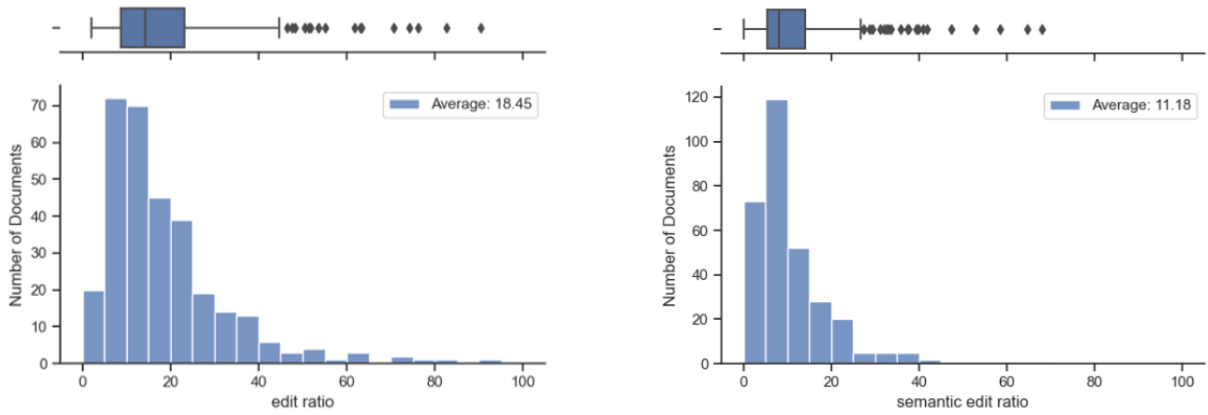 Average: 18.45
Number of Documents
70
60
50
40
30
20
10
0
0 20 40 60 80 100
edit ratio
Average: 11.18
Number of Documents
120
100
80
60
40
20
0
0 20 40 60 80 100
semantic edit ratio